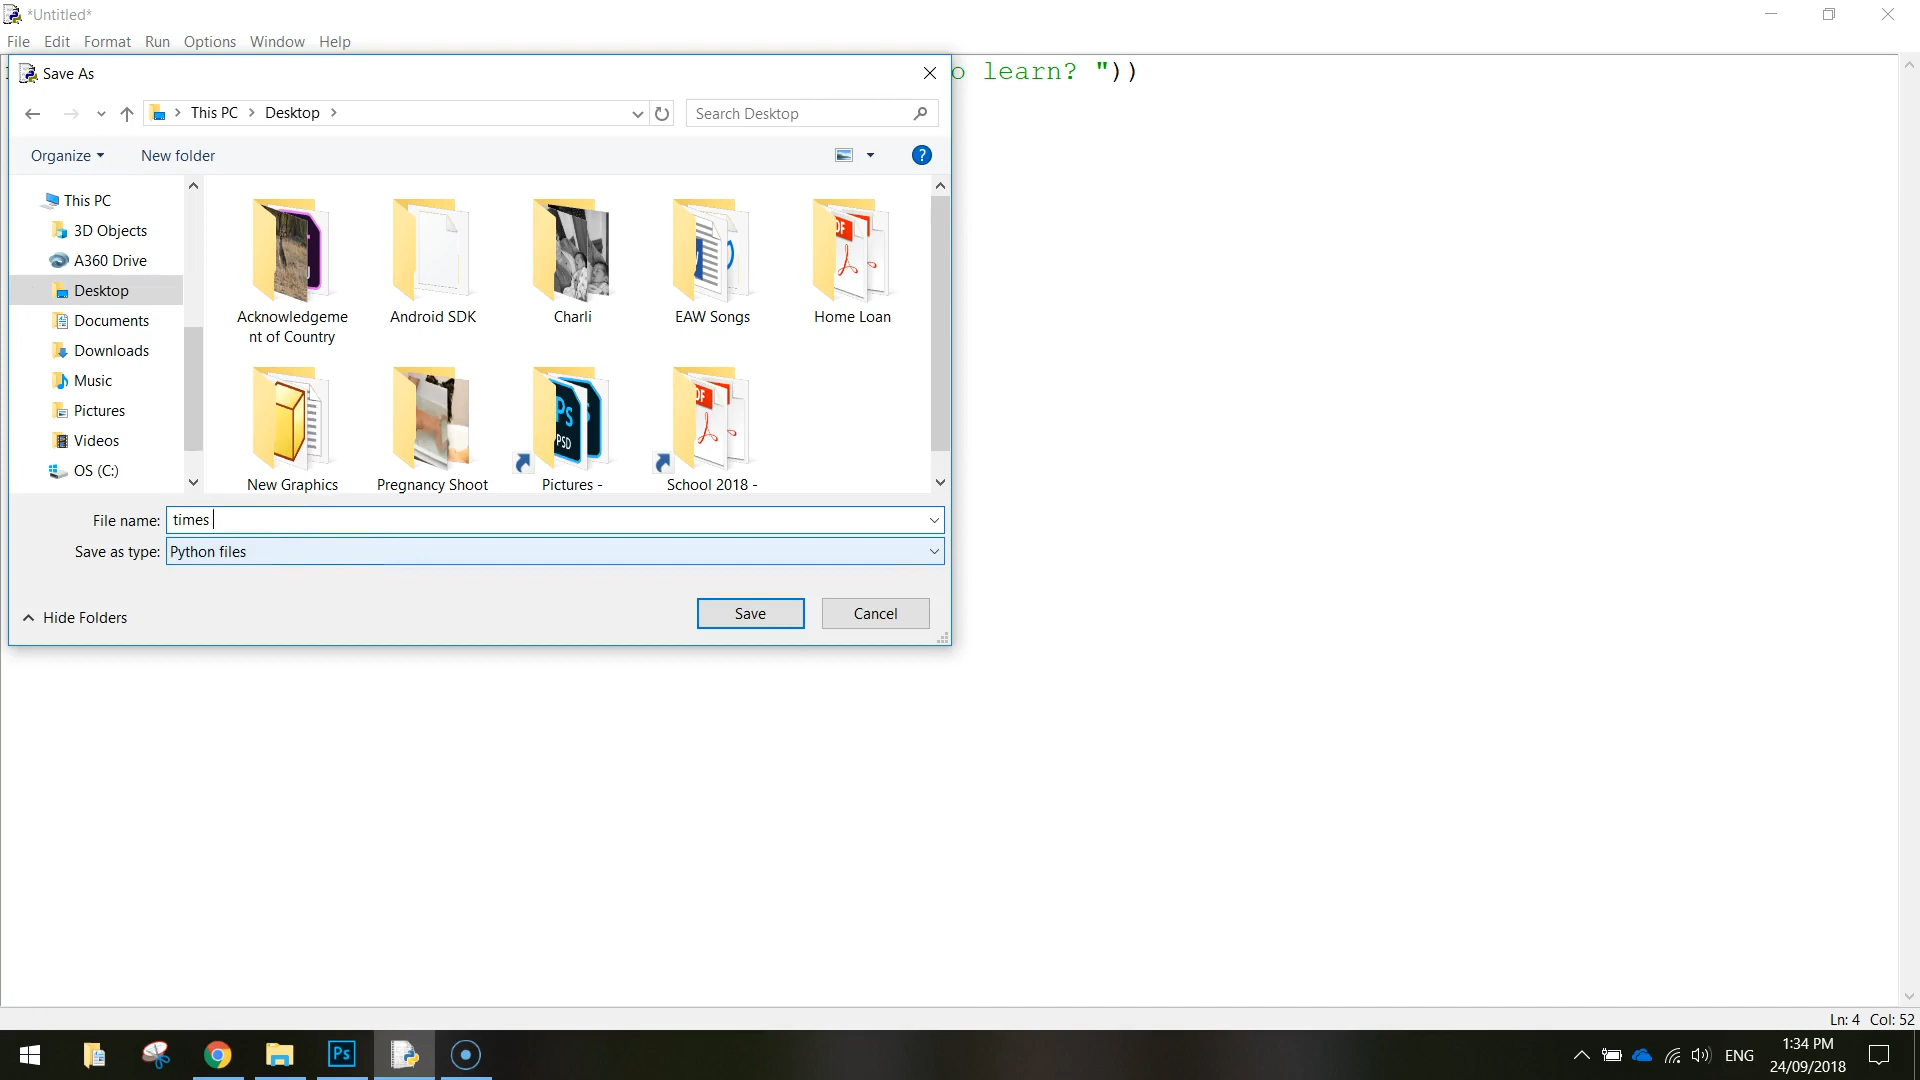 *Untitled*
File Edit Format Run Options Window Help
o learn? "))
Save As
This PC Desktop
Search Desktop
Organize New folder
?
This PC
3D Objects
A360 Drive
Desktop
Documents
Downloads
Music
Pictures
Videos
OS (C:)
Acknowledgeme
nt of Country
Android SDK
Charli
EAW Songs
Home Loan
New Graphics
Pregnancy Shoot
Pictures -
School 2018 -
File name: times
Save as type: Python files
Hide Folders
Save Cancel
Ln: 4 Col: 52
Ps
ENG
1:34 PM
24/09/2018